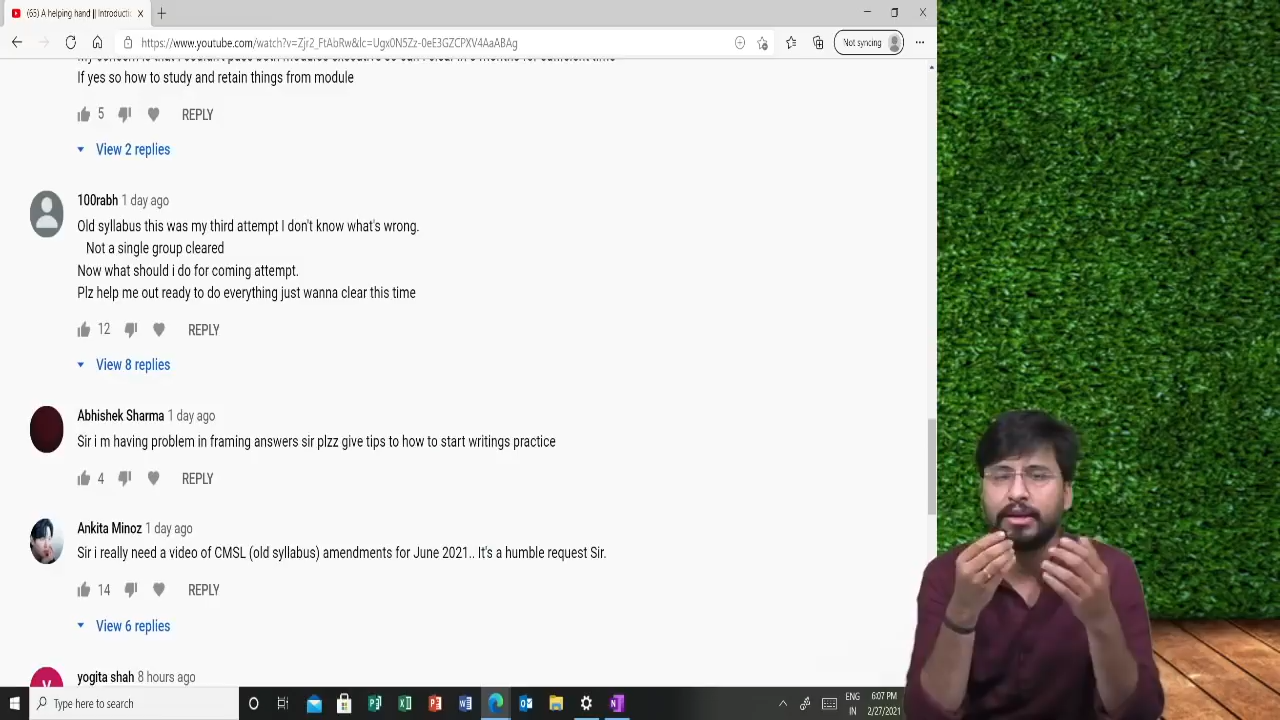 (65) A helping hand || Introductio
https://www.youtube.com/watch?v=Zjr2_FtAbRw&lc=Ugx0N5Zz-0eE3GZCPXV4AaABAg
Not syncing
If yes so how to study and retain things from module
5 REPLY
View 2 replies
100rabh 1 day ago
Old syllabus this was my third attempt I don't know what's wrong.
Not a single group cleared
Now what should i do for coming attempt.
Plz help me out ready to do everything just wanna clear this time
12 REPLY
View 8 replies
Abhishek Sharma 1 day ago
Sir i m having problem in framing answers sir plzz give tips to how to start writings practice
4 REPLY
Ankita Minoz 1 day ago
Sir i really need a video of CMSL (old syllabus) amendments for June 2021.. It's a humble request Sir.
14 REPLY
View 6 replies
yogita shah 8 hours ago
Type here to search
ENG 6:07 PM
IN 2/27/2021